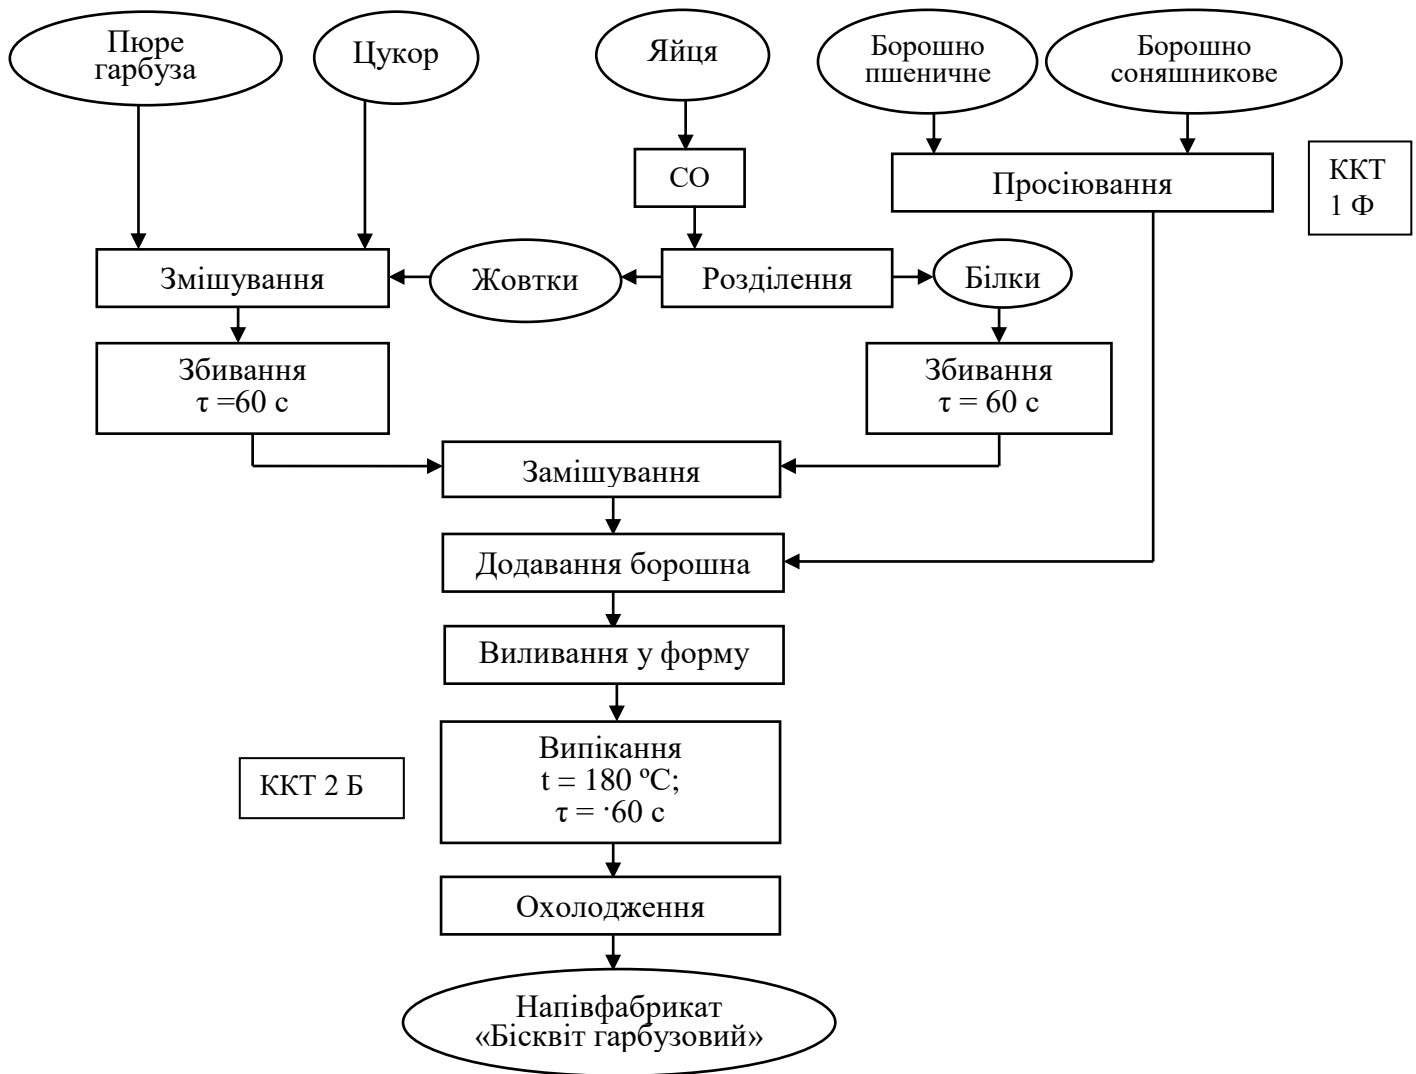 Пюре
гарбуза
Цукор
Яйця
Борошно
пшеничне
Борошно
соняшникове
СО
Просіювання
ККТ
1 Ф
Змішування
Жовтки
Розділення
Білки
Збивання
τ =60 с
Збивання
τ = 60 с
Замішування
Додавання борошна
Виливання у форму
Випікання
t = 180 ºС;
τ = ·60 с
ККТ 2 Б
Охолодження
Напівфабрикат
«Бісквіт гарбузовий»